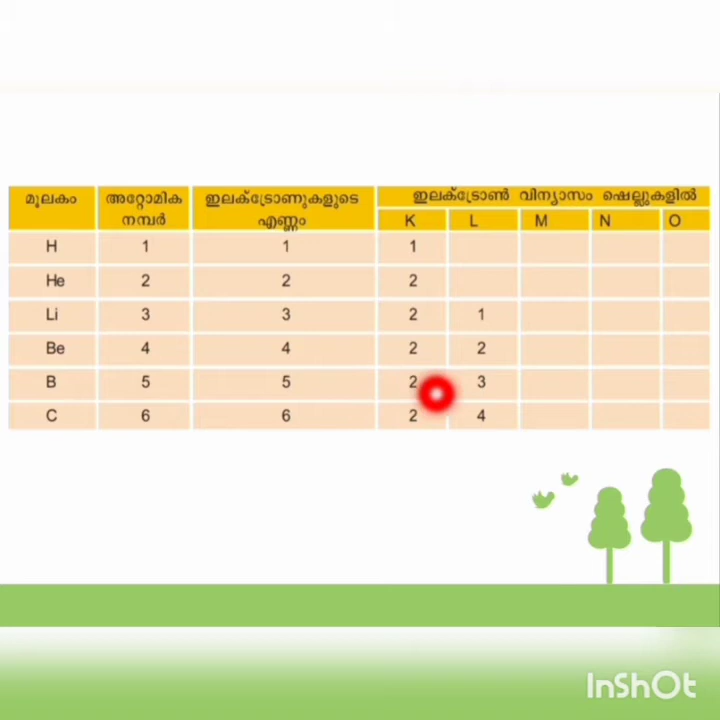 മൂലകം അറ്റോമിക നമ്പർ ഇലക്ട്രോണുകളുടെ എണ്ണം ഇലക്ട്രോൺ വിന്യാസം ഷെല്ലുകളിൽ
K L M N O
H 1 1 1
He 2 2 2
Li 3 3 2 1
Be 4 4 2 2
B 5 5 2 3
C 6 6 2 4
InShOt